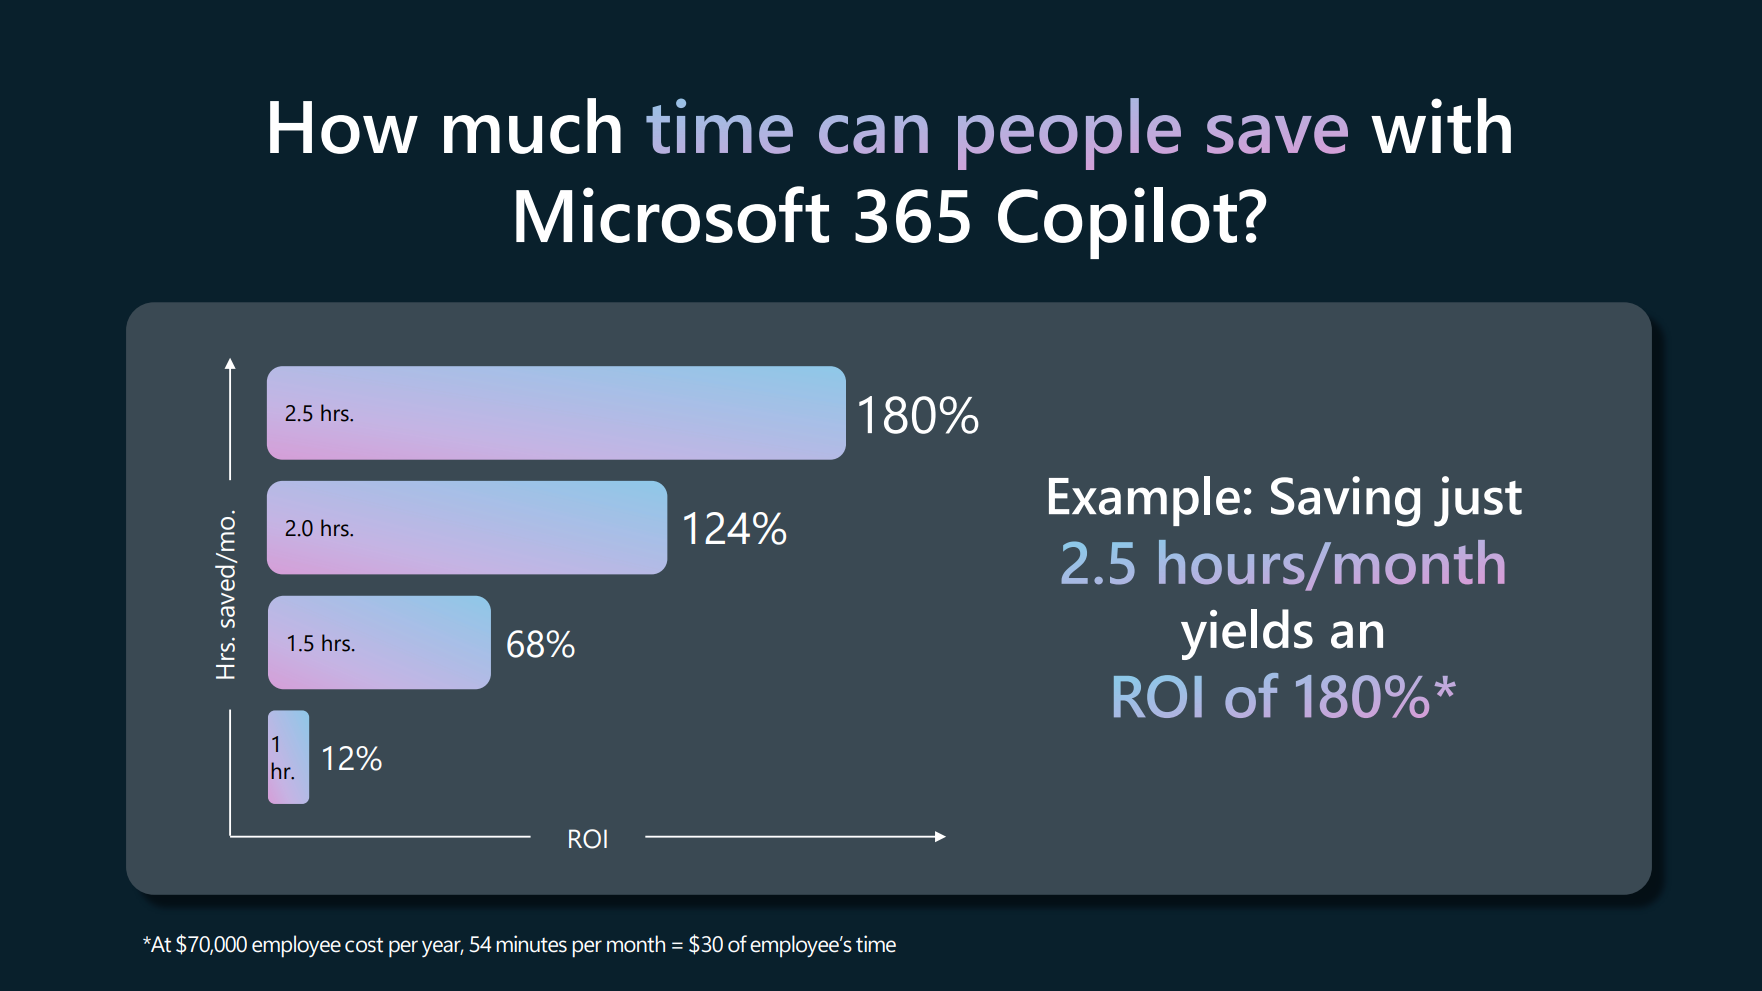 How much time can people save with
Microsoft 365 Copilot?
Hrs. saved/mo.
2.5 hrs.
180%
2.0 hrs.
124%
1.5 hrs.
68%
1
hr.
12%
ROI
Example: Saving just
2.5 hours/month
yields an
ROI of 180%*
*At $70,000 employee cost per year, 54 minutes per month = $30 of employee’s time